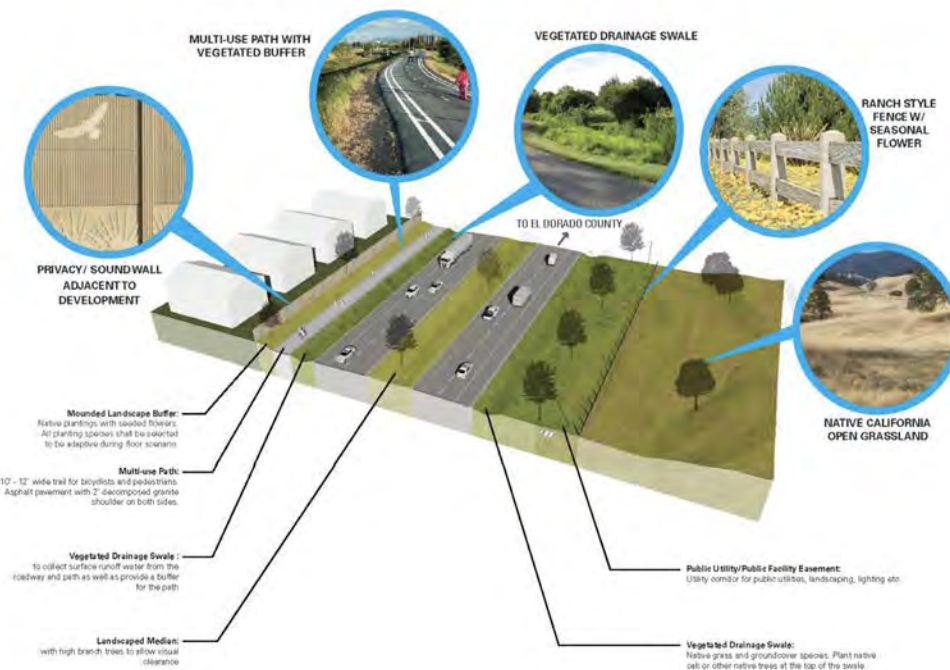 MULTI-USE PATH WITH
VEGETATED BUFFER
VEGETATED DRAINAGE SWALE
RANCH STYLE
FENCE W/
SEASONAL
FLOWER
TO EL DORADO COUNTY
PRIVACY / SOUNDWALL
ADJACENT TO
DEVELOPMENT
NATIVE CALIFORNIA
OPEN GRASSLAND
Mounded Landscape Buffer:
Native plantings with seeded flowers.
All planting species shall be selected
to be adaptive during floor scenario.
Multi-use Path:
10' - 12' wide trail for bicyclists and pedestrians.
Asphalt pavement with 2' decomposed granite
shoulder on both sides.
Vegetated Drainage Swale :
to collect surface runoff water from the
roadway and path as well as provide a buffer
for the path
Landscaped Median:
with high branch trees to allow visual
clearance
Public Utility/Public Facility Easement:
Utility corridor for public utilities, landscaping, lighting etc
Vegetated Drainage Swale:
Native grass and groundcover species. Plant native
oak or other native trees at the top of the swale